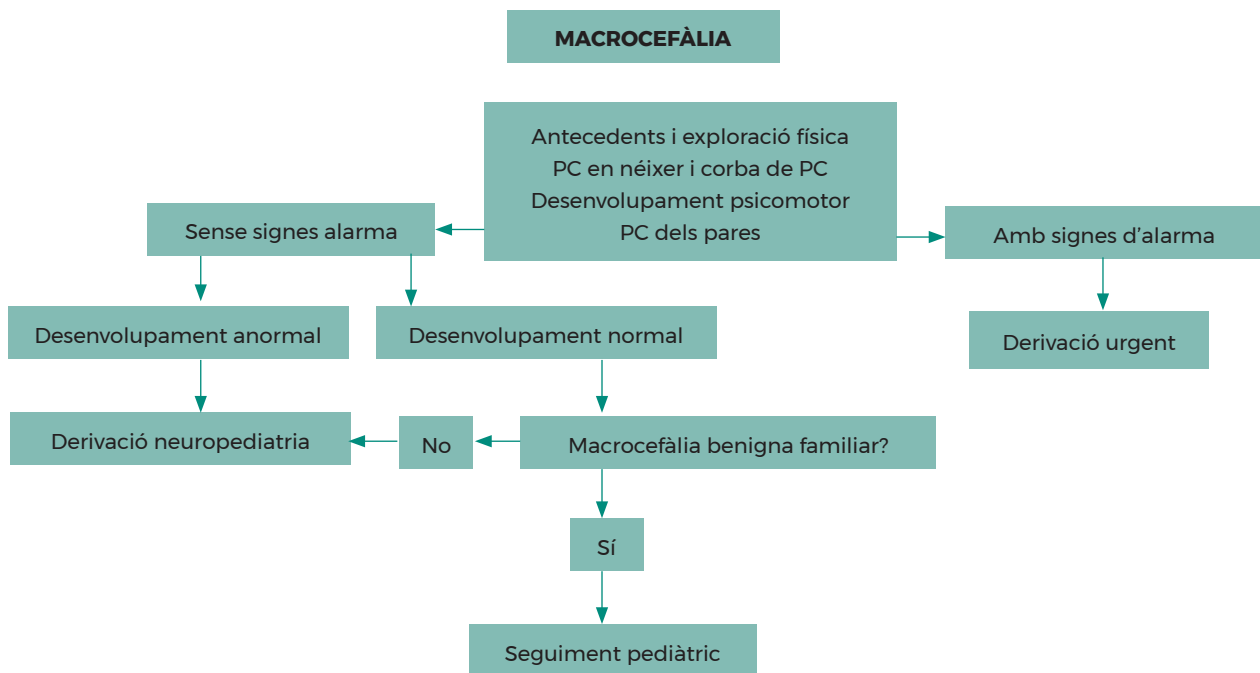 MACROCEFÀLIA
Antecedents i exploració física
PC en néixer i corba de PC
Desenvolupament psicomotor
PC dels pares
Sense signes alarma
Amb signes d'alarma
Desenvolupament anormal
Desenvolupament normal
Derivació urgent
Derivació neuropediatria
No
Macrocefàlia benigna familiar?
Sí
Seguiment pediàtric